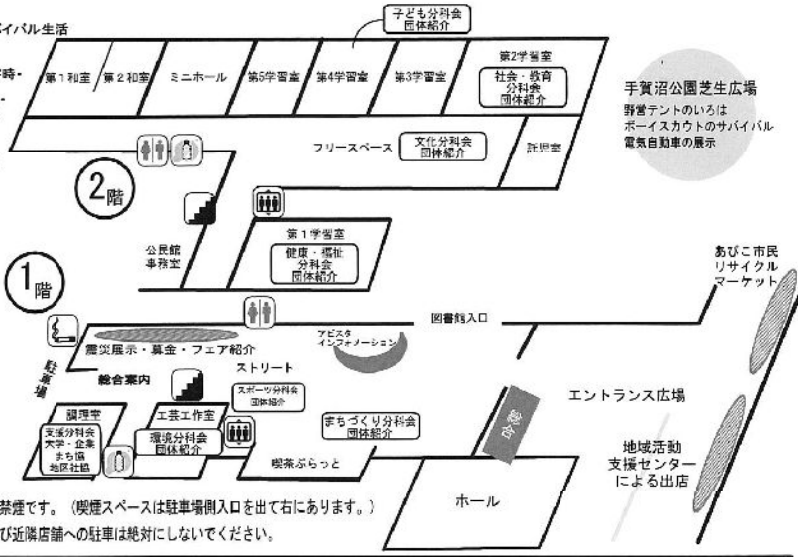 バイバル生活
時-
子ども分科会
団体紹介
第1和室
第2和室
ミニホール
第5学習室
第4学習室
第3学習室
第2学習室
社会・教育
分科会
団体紹介
手賀沼公園芝生広場
野営テントのいろは
ボーイスカウトのサバイバル
電気自動車の展示
フリースペース
文化分科会
団体紹介
託児室
2階
公民館
事務室
第1学習室
健康・福祉
分科会
団体紹介
1階
あびこ市民
リサイクル
マーケット
図書館入口
アビスタ
インフォメーション
震災展示・募金・フェア紹介
駐車場
総合案内
ストリート
スポーツ分科会
団体紹介
調理室
支援分科会
大学・企業
まち協
地区社協
工芸工作室
環境分科会
団体紹介
まちづくり分科会
団体紹介
喫茶ぷらっと
エントランス広場
地域活動
支援センター
による出店
ホール
禁煙です。（喫煙スペースは駐車場側入口を出て右にあります。）
び近隣店舗への駐車は絶対にしないでください。